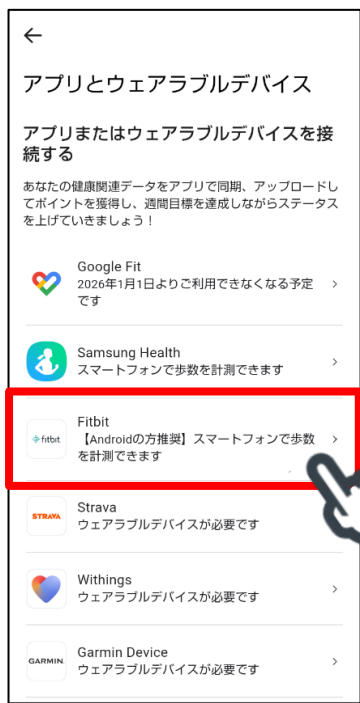 アプリとウェアラブルデバイス
アプリまたはウェアラブルデバイスを接
続する
あなたの健康関連データをアプリで同期、アップロードし
てポイントを獲得し、週間目標を達成しながらステータス
を上げていきましょう！
Google Fit
2026年1月1日よりご利用できなくなる予定
です
Samsung Health
スマートフォンで歩数を計測できます
fitbit
Fitbit
【Androidの方推奨】スマートフォンで歩数
を計測できます
STRAVA
Strava
ウェアラブルデバイスが必要です
Withings
ウェアラブルデバイスが必要です
GARMIN.
Garmin Device
ウェアラブルデバイスが必要です